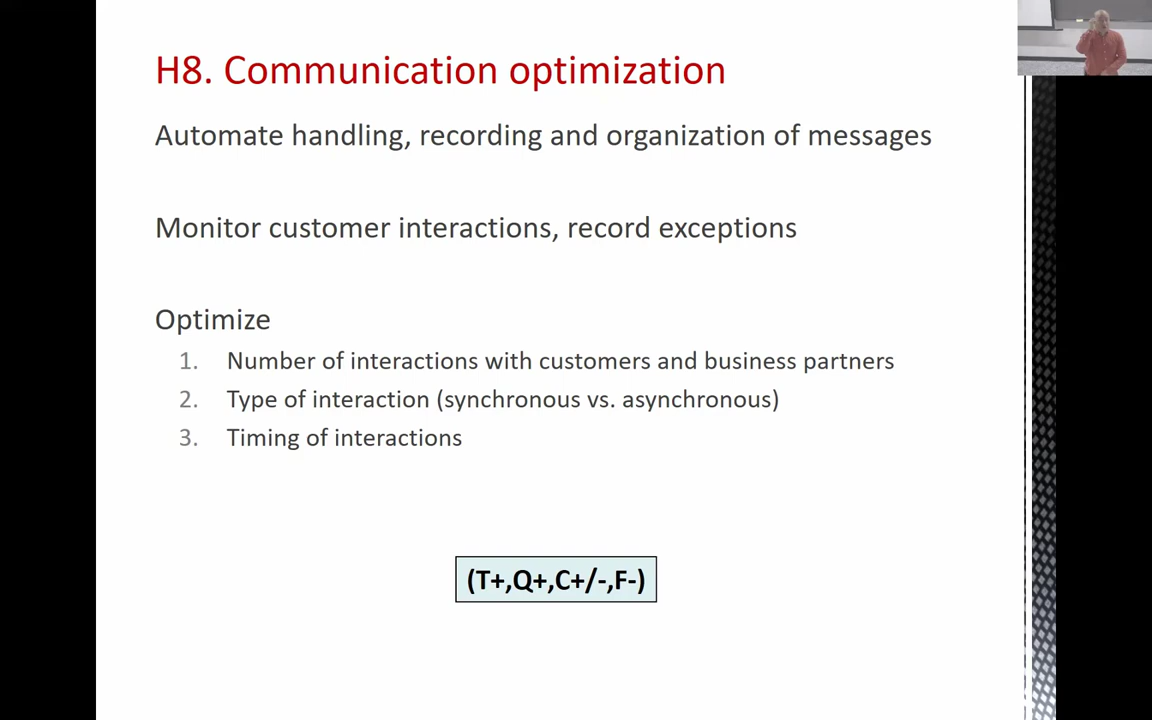 H8. Communication optimization
Automate handling, recording and organization of messages
Monitor customer interactions, record exceptions
Optimize
1. Number of interactions with customers and business partners
2. Type of interaction (synchronous vs. asynchronous)
3. Timing of interactions
(T+,Q+,C+/-,F-)